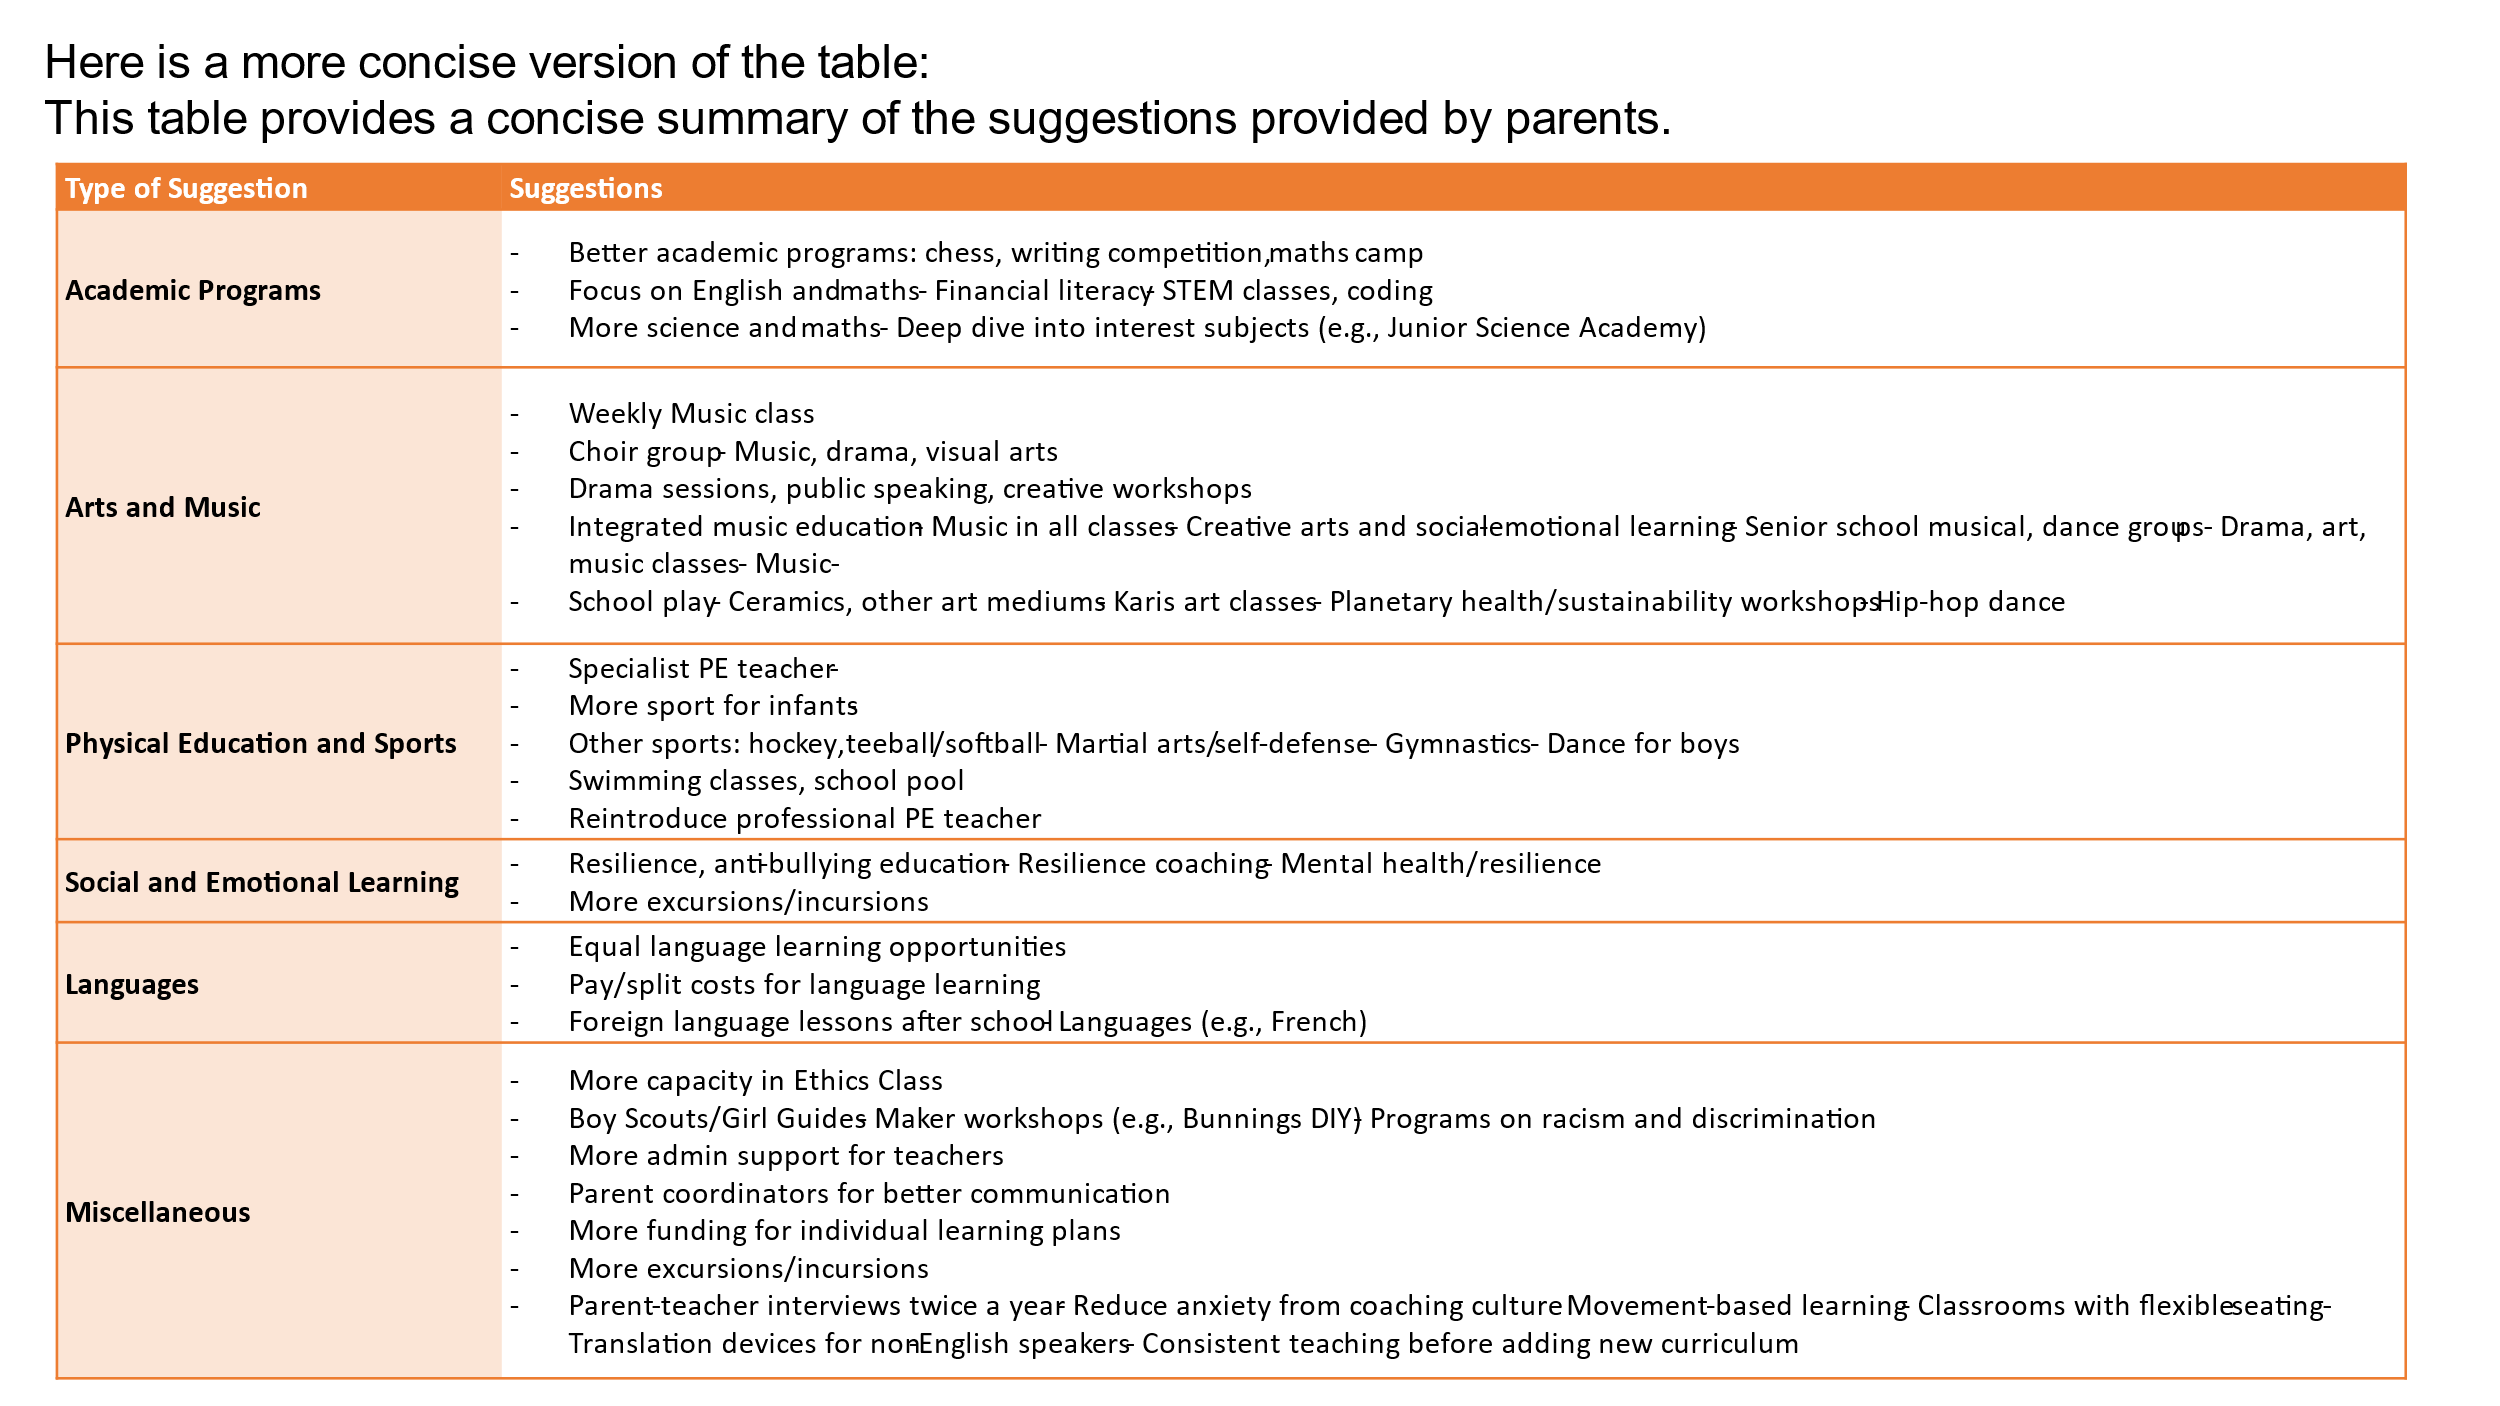 Here is a more concise version of the table:
This table provides a concise summary of the suggestions provided by parents.
Type of Suggestion Suggestions
Academic Programs
- Better academic programs: chess, writing competition, maths camp
- Focus on English and maths- Financial literacy- STEM classes, coding
- More science and maths- Deep dive into interest subjects (e.g., Junior Science Academy)
Arts and Music
- Weekly Music class
- Choir group- Music, drama, visual arts
- Drama sessions, public speaking, creative workshops
- Integrated music education- Music in all classes- Creative arts and social-emotional learning- Senior school musical, dance groups- Drama, art,
music classes- Music-
- School play- Ceramics, other art mediums- Karis art classes- Planetary health/sustainability workshops- Hip-hop dance
Physical Education and Sports
- Specialist PE teacher-
- More sport for infants
- Other sports: hockey, teeball/softball- Martial arts/self-defense- Gymnastics- Dance for boys
- Swimming classes, school pool
- Reintroduce professional PE teacher
Social and Emotional Learning
- Resilience, anti-bullying education- Resilience coaching- Mental health/resilience
- More excursions/incursions
Languages
- Equal language learning opportunities
- Pay/split costs for language learning
- Foreign language lessons after school- Languages (e.g., French)
Miscellaneous
- More capacity in Ethics Class
- Boy Scouts/Girl Guides- Maker workshops (e.g., Bunnings DIY)- Programs on racism and discrimination
- More admin support for teachers
- Parent coordinators for better communication
- More funding for individual learning plans
- More excursions/incursions
- Parent-teacher interviews twice a year- Reduce anxiety from coaching culture Movement-based learning- Classrooms with flexible seating-
Translation devices for non-English speakers- Consistent teaching before adding new curriculum